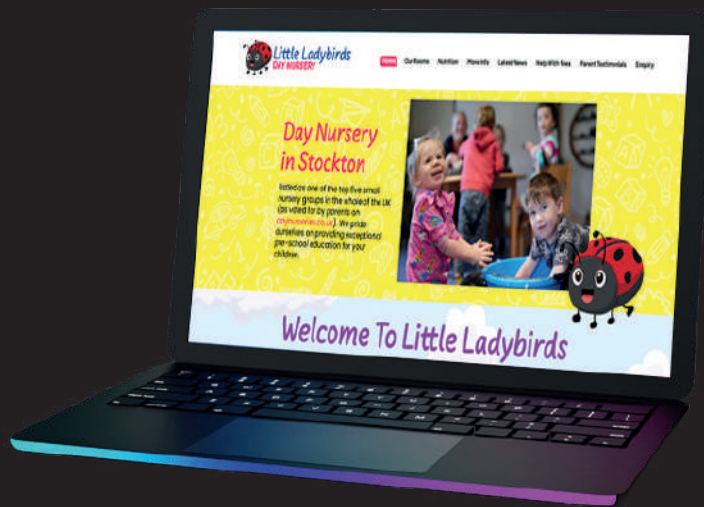 Little Ladybirds
DAY NURSERY
Home Our Rooms Nutrition More Info Latest News Help With Fees Parent Testimonials Enquiry
Day Nursery
in Stockton
Rated as one of the top five small
nursery groups in the whole of the UK
(as voted for by parents on
daynurseries.co.uk). We pride
ourselves on providing exceptional
pre-school education for your
children.
Welcome To Little Ladybirds